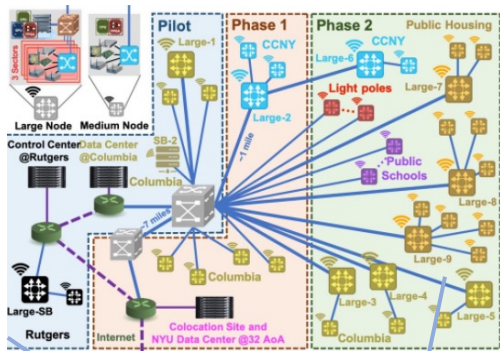 Pilot
Phase 1
Phase 2
3 Sectors
Large Node
Medium Node
Large-1
CCNY
Large-2
Large-6
CCNY
Public Housing
Large-7
Light poles
Control Center
@Rutgers
Data Center
@Columbia
SB-2
Columbia
~1 mile
Public
Schools
Large-8
~7 miles
Large-9
Columbia
Large-SB
Rutgers
Internet
Colocation Site and
NYU Data Center @32 AoA
Large-3
Large-4
Large-5
Columbia